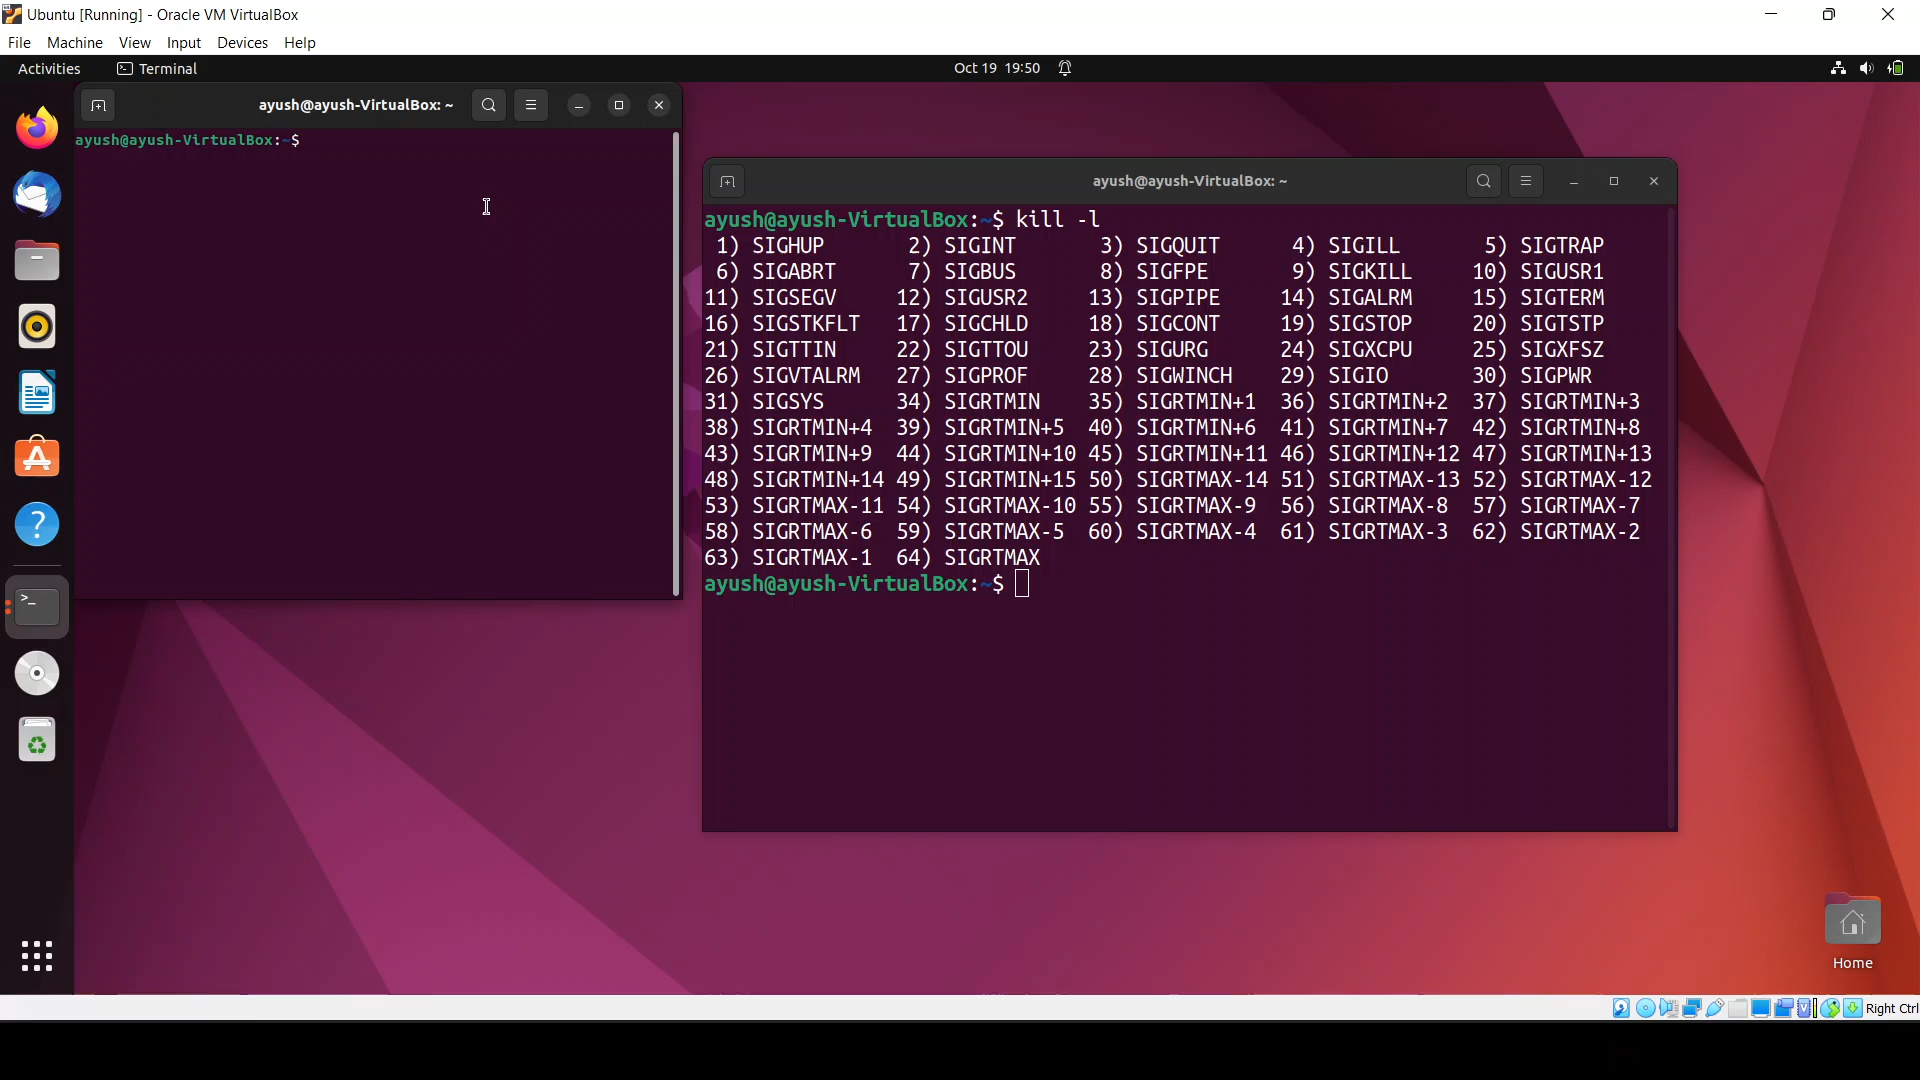 Ubuntu [Running] - Oracle VM VirtualBox
File Machine View Input Devices Help
Activities Terminal Oct 19 19:50
ayush@ayush-VirtualBox: ~
ayush@ayush-VirtualBox:~$
ayush@ayush-VirtualBox: ~
ayush@ayush-VirtualBox:~$ kill -l
1) SIGHUP 2) SIGINT 3) SIGQUIT 4) SIGILL 5) SIGTRAP
6) SIGABRT 7) SIGBUS 8) SIGFPE 9) SIGKILL 10) SIGUSR1
11) SIGSEGV 12) SIGUSR2 13) SIGPIPE 14) SIGALRM 15) SIGTERM
16) SIGSTKFLT 17) SIGCHLD 18) SIGCONT 19) SIGSTOP 20) SIGTSTP
21) SIGTTIN 22) SIGTTOU 23) SIGURG 24) SIGXCPU 25) SIGXFSZ
26) SIGVTALRM 27) SIGPROF 28) SIGWINCH 29) SIGIO 30) SIGPWR
31) SIGSYS 34) SIGRTMIN 35) SIGRTMIN+1 36) SIGRTMIN+2 37) SIGRTMIN+3
38) SIGRTMIN+4 39) SIGRTMIN+5 40) SIGRTMIN+6 41) SIGRTMIN+7 42) SIGRTMIN+8
43) SIGRTMIN+9 44) SIGRTMIN+10 45) SIGRTMIN+11 46) SIGRTMIN+12 47) SIGRTMIN+13
48) SIGRTMIN+14 49) SIGRTMIN+15 50) SIGRTMAX-14 51) SIGRTMAX-13 52) SIGRTMAX-12
53) SIGRTMAX-11 54) SIGRTMAX-10 55) SIGRTMAX-9 56) SIGRTMAX-8 57) SIGRTMAX-7
58) SIGRTMAX-6 59) SIGRTMAX-5 60) SIGRTMAX-4 61) SIGRTMAX-3 62) SIGRTMAX-2
63) SIGRTMAX-1 64) SIGRTMAX
ayush@ayush-VirtualBox:~$
Home
Right Ctrl